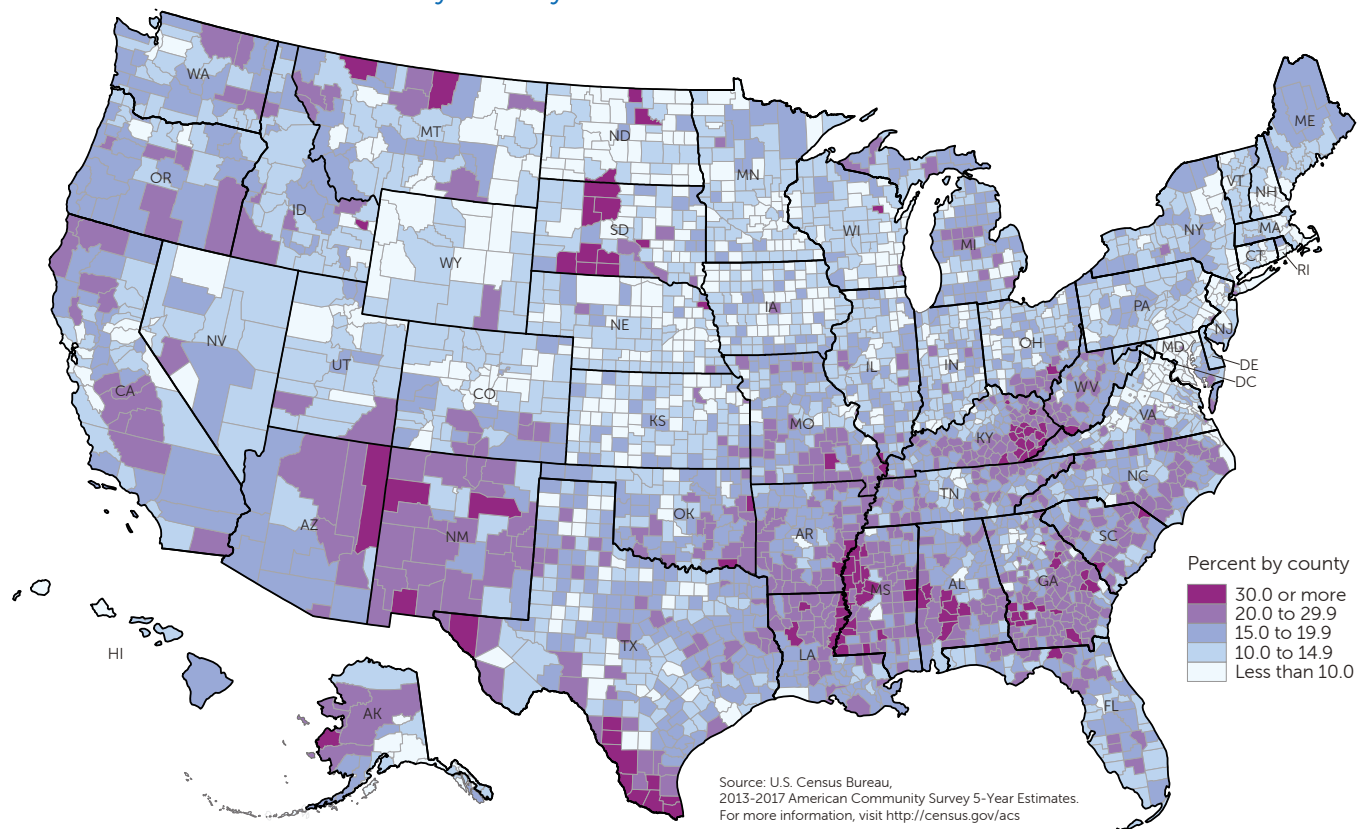 WA
MT
ND
MN
ME
OR
ID
SD
WI
MI
VT
NH
NY
MA
CT
RI
WY
IA
NE
PA
NJ
NV
UT
CO
IL
IN
OH
MD
DE
DC
CA
KS
MO
WV
VA
KY
AZ
NM
OK
AR
TN
NC
SC
MS
AL
GA
TX
LA
FL
HI
AK
Percent by county
30.0 or more
20.0 to 29.9
15.0 to 19.9
10.0 to 14.9
Less than 10.0
Source: U.S. Census Bureau,
2013-2017 American Community Survey 5-Year Estimates.
For more information, visit http://census.gov/acs